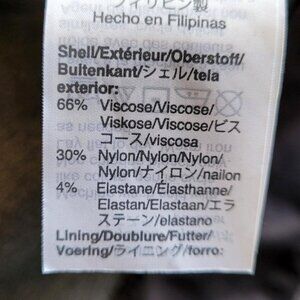 フィリピン製
Hecho en Filipinas
Shell/Extérieur/Oberstoff/
Buitenkant/シェル/tela
exterior:
66% Viscose/Viscose/
Viskose/Viscose/ビス
コース/viscosa
30% Nylon/Nylon/Nylon/
Nylon/ナイロン/nailon
4% Elastane/Élasthanne/
Elastan/Elastaan/エラ
ステーン/elastano
Lining/Doublure/Futter/
Voering/ライニング/forro: